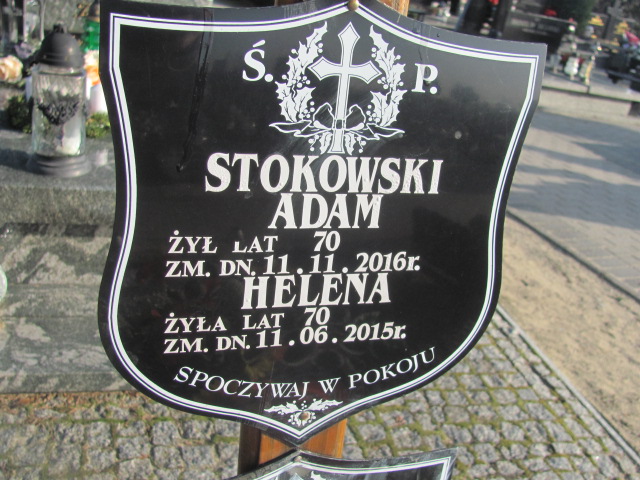 Ś. P.
STOKOWSKI
ADAM
ŻYŁ LAT 70
ZM. DN. 11.11.2016r.
HELENA
ŻYŁA LAT 70
ZM. DN. 11.06.2015r.
SPOCZYWAJ W POKOJU